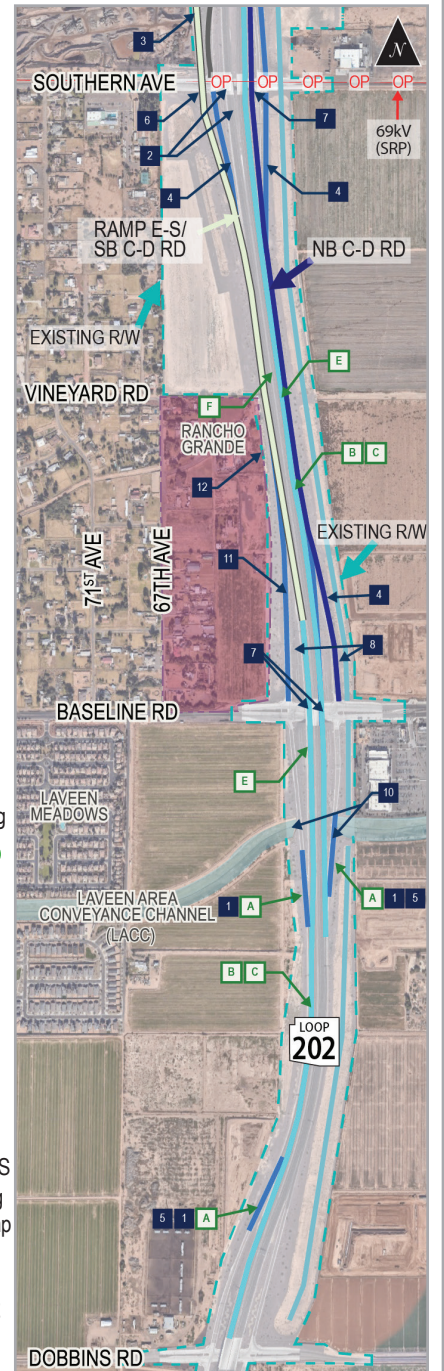 3
N
SOUTHERN AVE
OP OP OP OP OP
6
7
2
69kV
(SRP)
4
4
RAMP E-S/
SB C-D RD
NB C-D RD
EXISTING R/W
E
VINEYARD RD
F
RANCHO
GRANDE
B C
12
EXISTING R/W
71ST AVE
67TH AVE
11
4
8
7
BASELINE RD
E
10
LAVEEN
MEADOWS
g
)
1 A
A 1 5
LAVEEN AREA
CONVEYANCE CHANNEL
(LACC)
B C
LOOP
202
S
g
p
5 1 A
DOBBINS RD